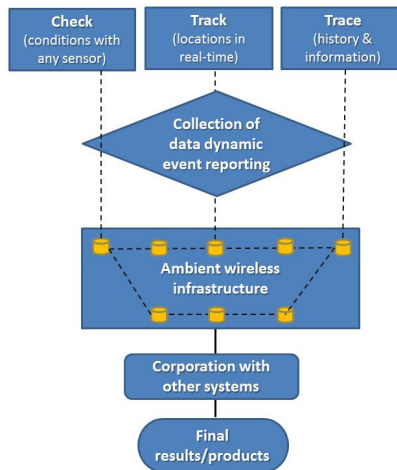 Check
(conditions with
any sensor)
Track
(locations in
real-time)
Trace
(history &
information)
Collection of
data dynamic
event reporting
Ambient wireless
infrastructure
Corporation with
other systems
Final
results/products